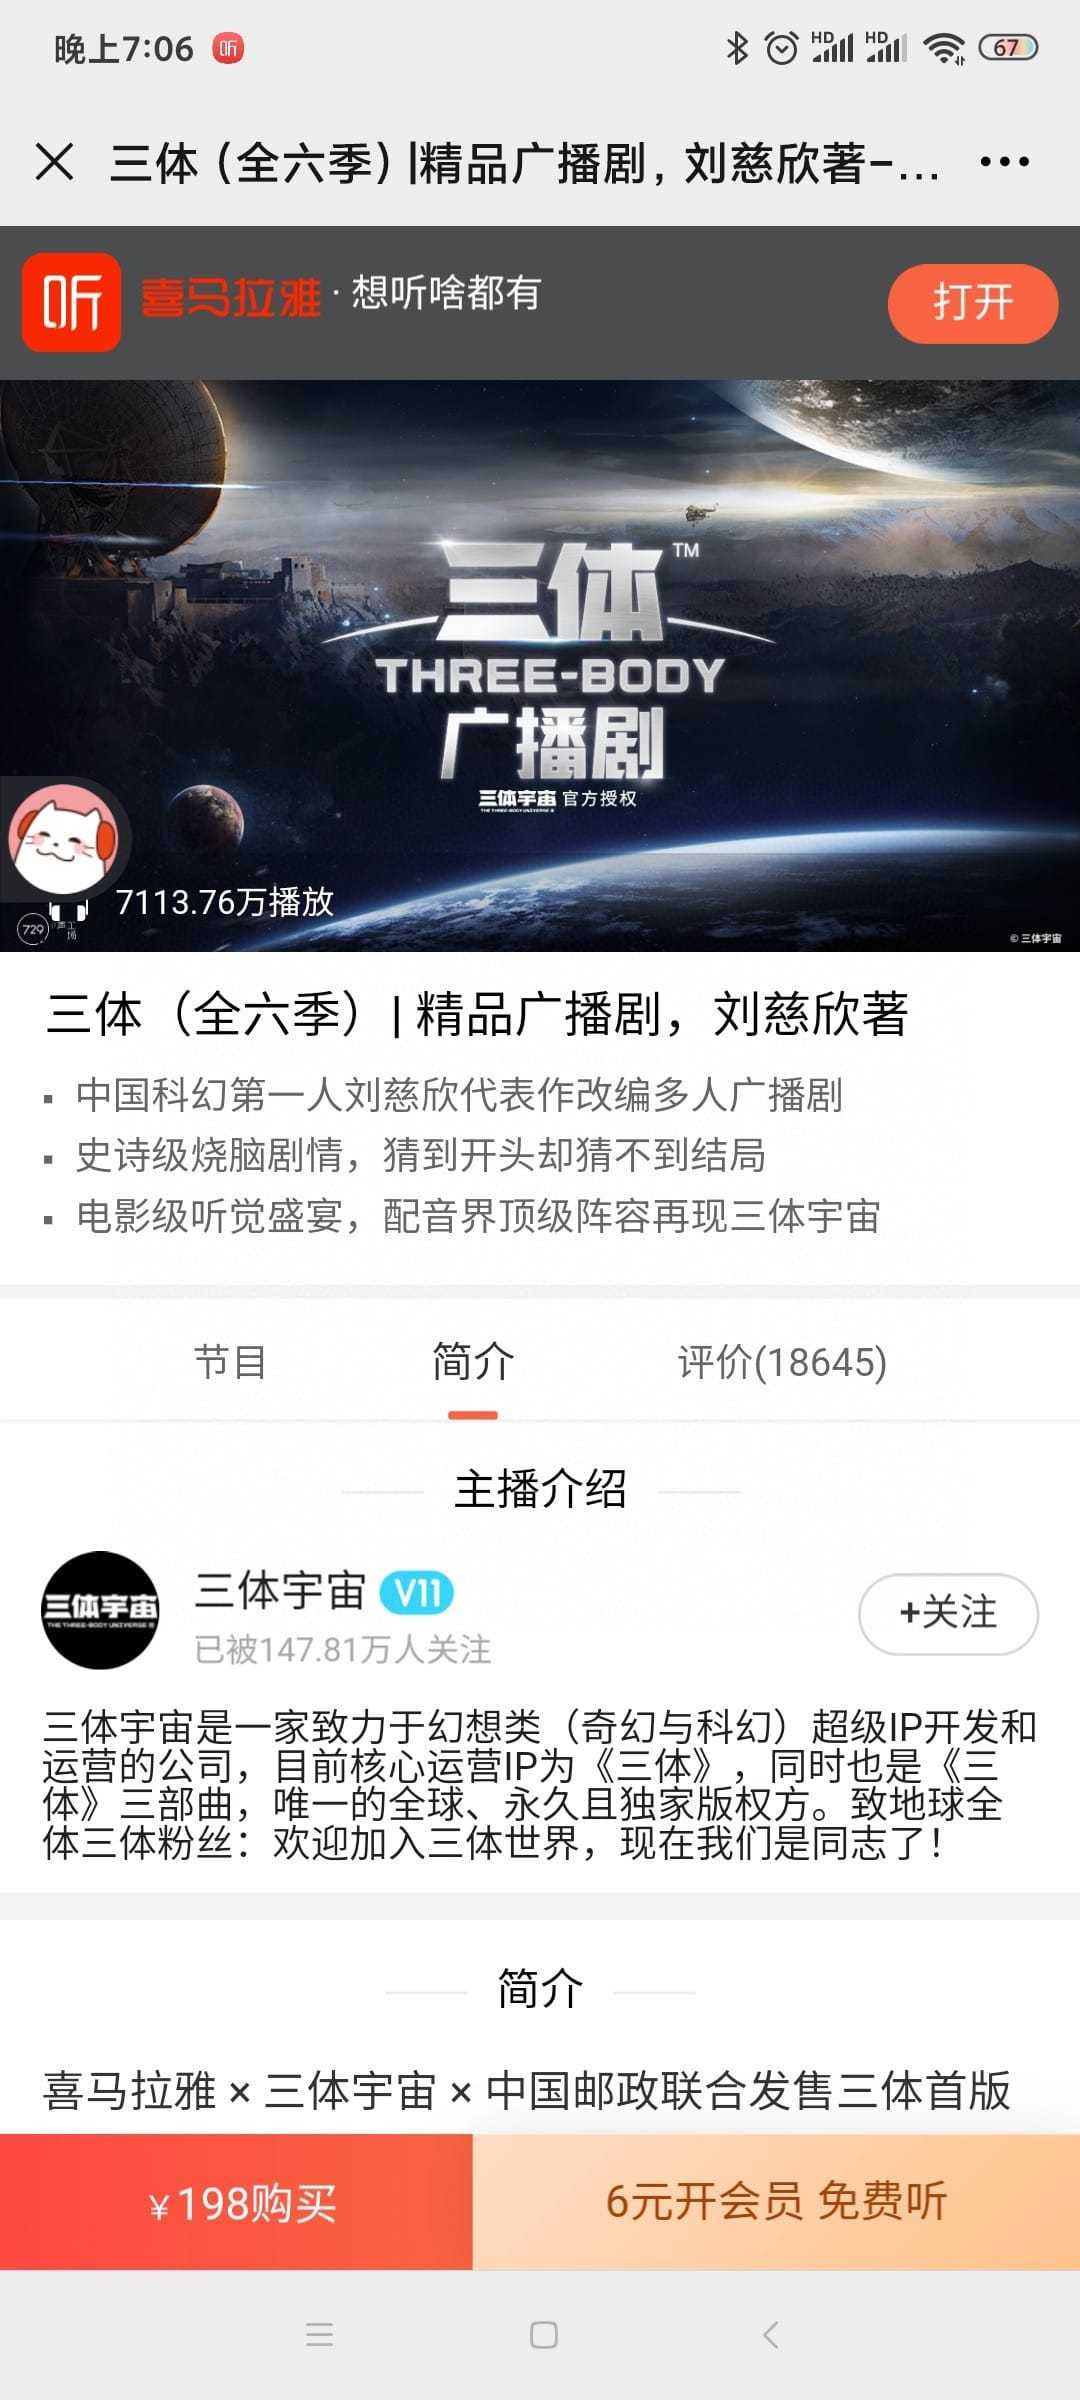 晚上7:06
听
HD
HD
67
三体（全六季）|精品广播剧，刘慈欣著-...
听
喜马拉雅 · 想听啥都有
打开
三体™
THREE-BODY
广播剧
三体宇宙 官方授权
7113.76万播放
729
© 三体宇宙
三体（全六季）| 精品广播剧，刘慈欣著
中国科幻第一人刘慈欣代表作改编多人广播剧
史诗级烧脑剧情，猜到开头却猜不到结局
电影级听觉盛宴，配音界顶级阵容再现三体宇宙
节目
简介
评价(18645)
主播介绍
三体宇宙
三体宇宙 V11
已被147.81万人关注
+关注
三体宇宙是一家致力于幻想类（奇幻与科幻）超级IP开发和
运营的公司，目前核心运营IP为《三体》，同时也是《三
体》三部曲，唯一的全球、永久且独家版权方。致地球全
体三体粉丝：欢迎加入三体世界，现在我们是同志了！
简介
喜马拉雅 × 三体宇宙 × 中国邮政联合发售三体首版
¥198购买
6元开会员 免费听